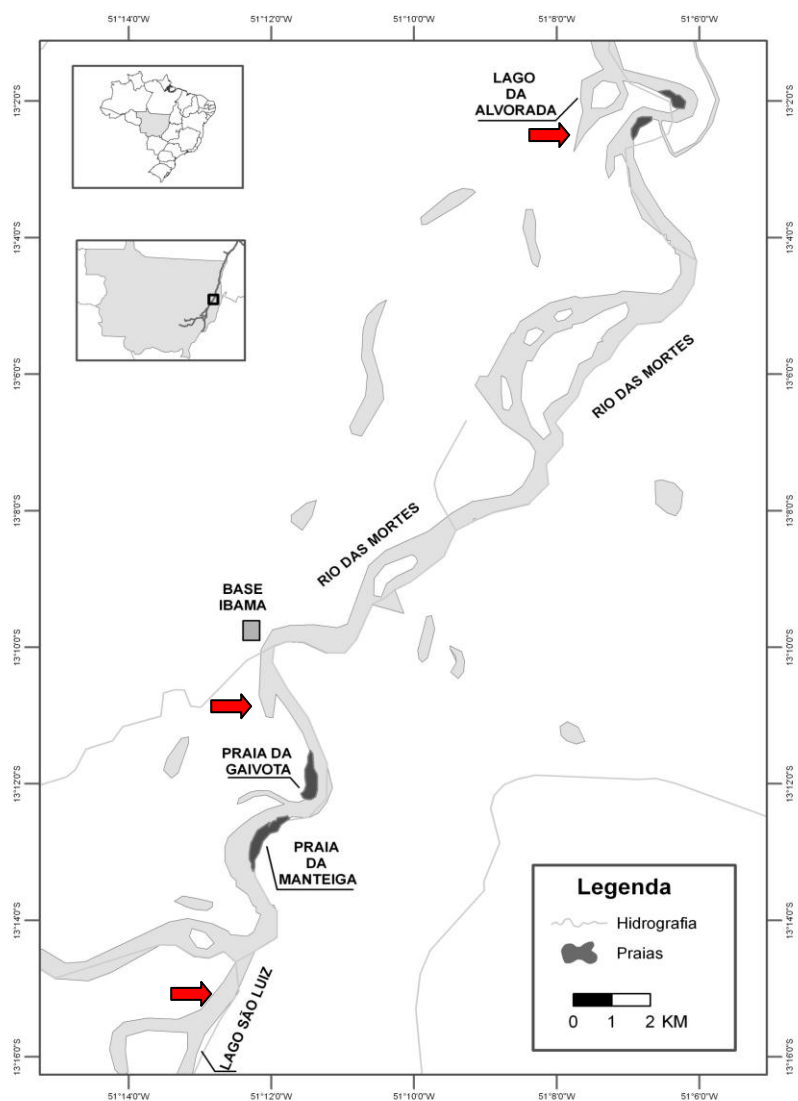 51°14'0"W 51°12'0"W 51°10'0"W 51°8'0"W 51°6'0"W
13°2'0"S 13°2'0"S
13°4'0"S 13°4'0"S
13°6'0"S 13°6'0"S
13°8'0"S 13°8'0"S
13°10'0"S 13°10'0"S
13°12'0"S 13°12'0"S
13°14'0"S 13°14'0"S
13°16'0"S 13°16'0"S
LAGO
DA
ALVORADA
RIO DAS MORTES
RIO DAS MORTES
BASE
IBAMA
PRAIA DA
GAIVOTA
PRAIA
DA
MANTEIGA
LAGO SÃO LUIZ
Legenda
Hidrografia
Praias
0 1 2 KM
51°14'0"W 51°12'0"W 51°10'0"W 51°8'0"W 51°6'0"W